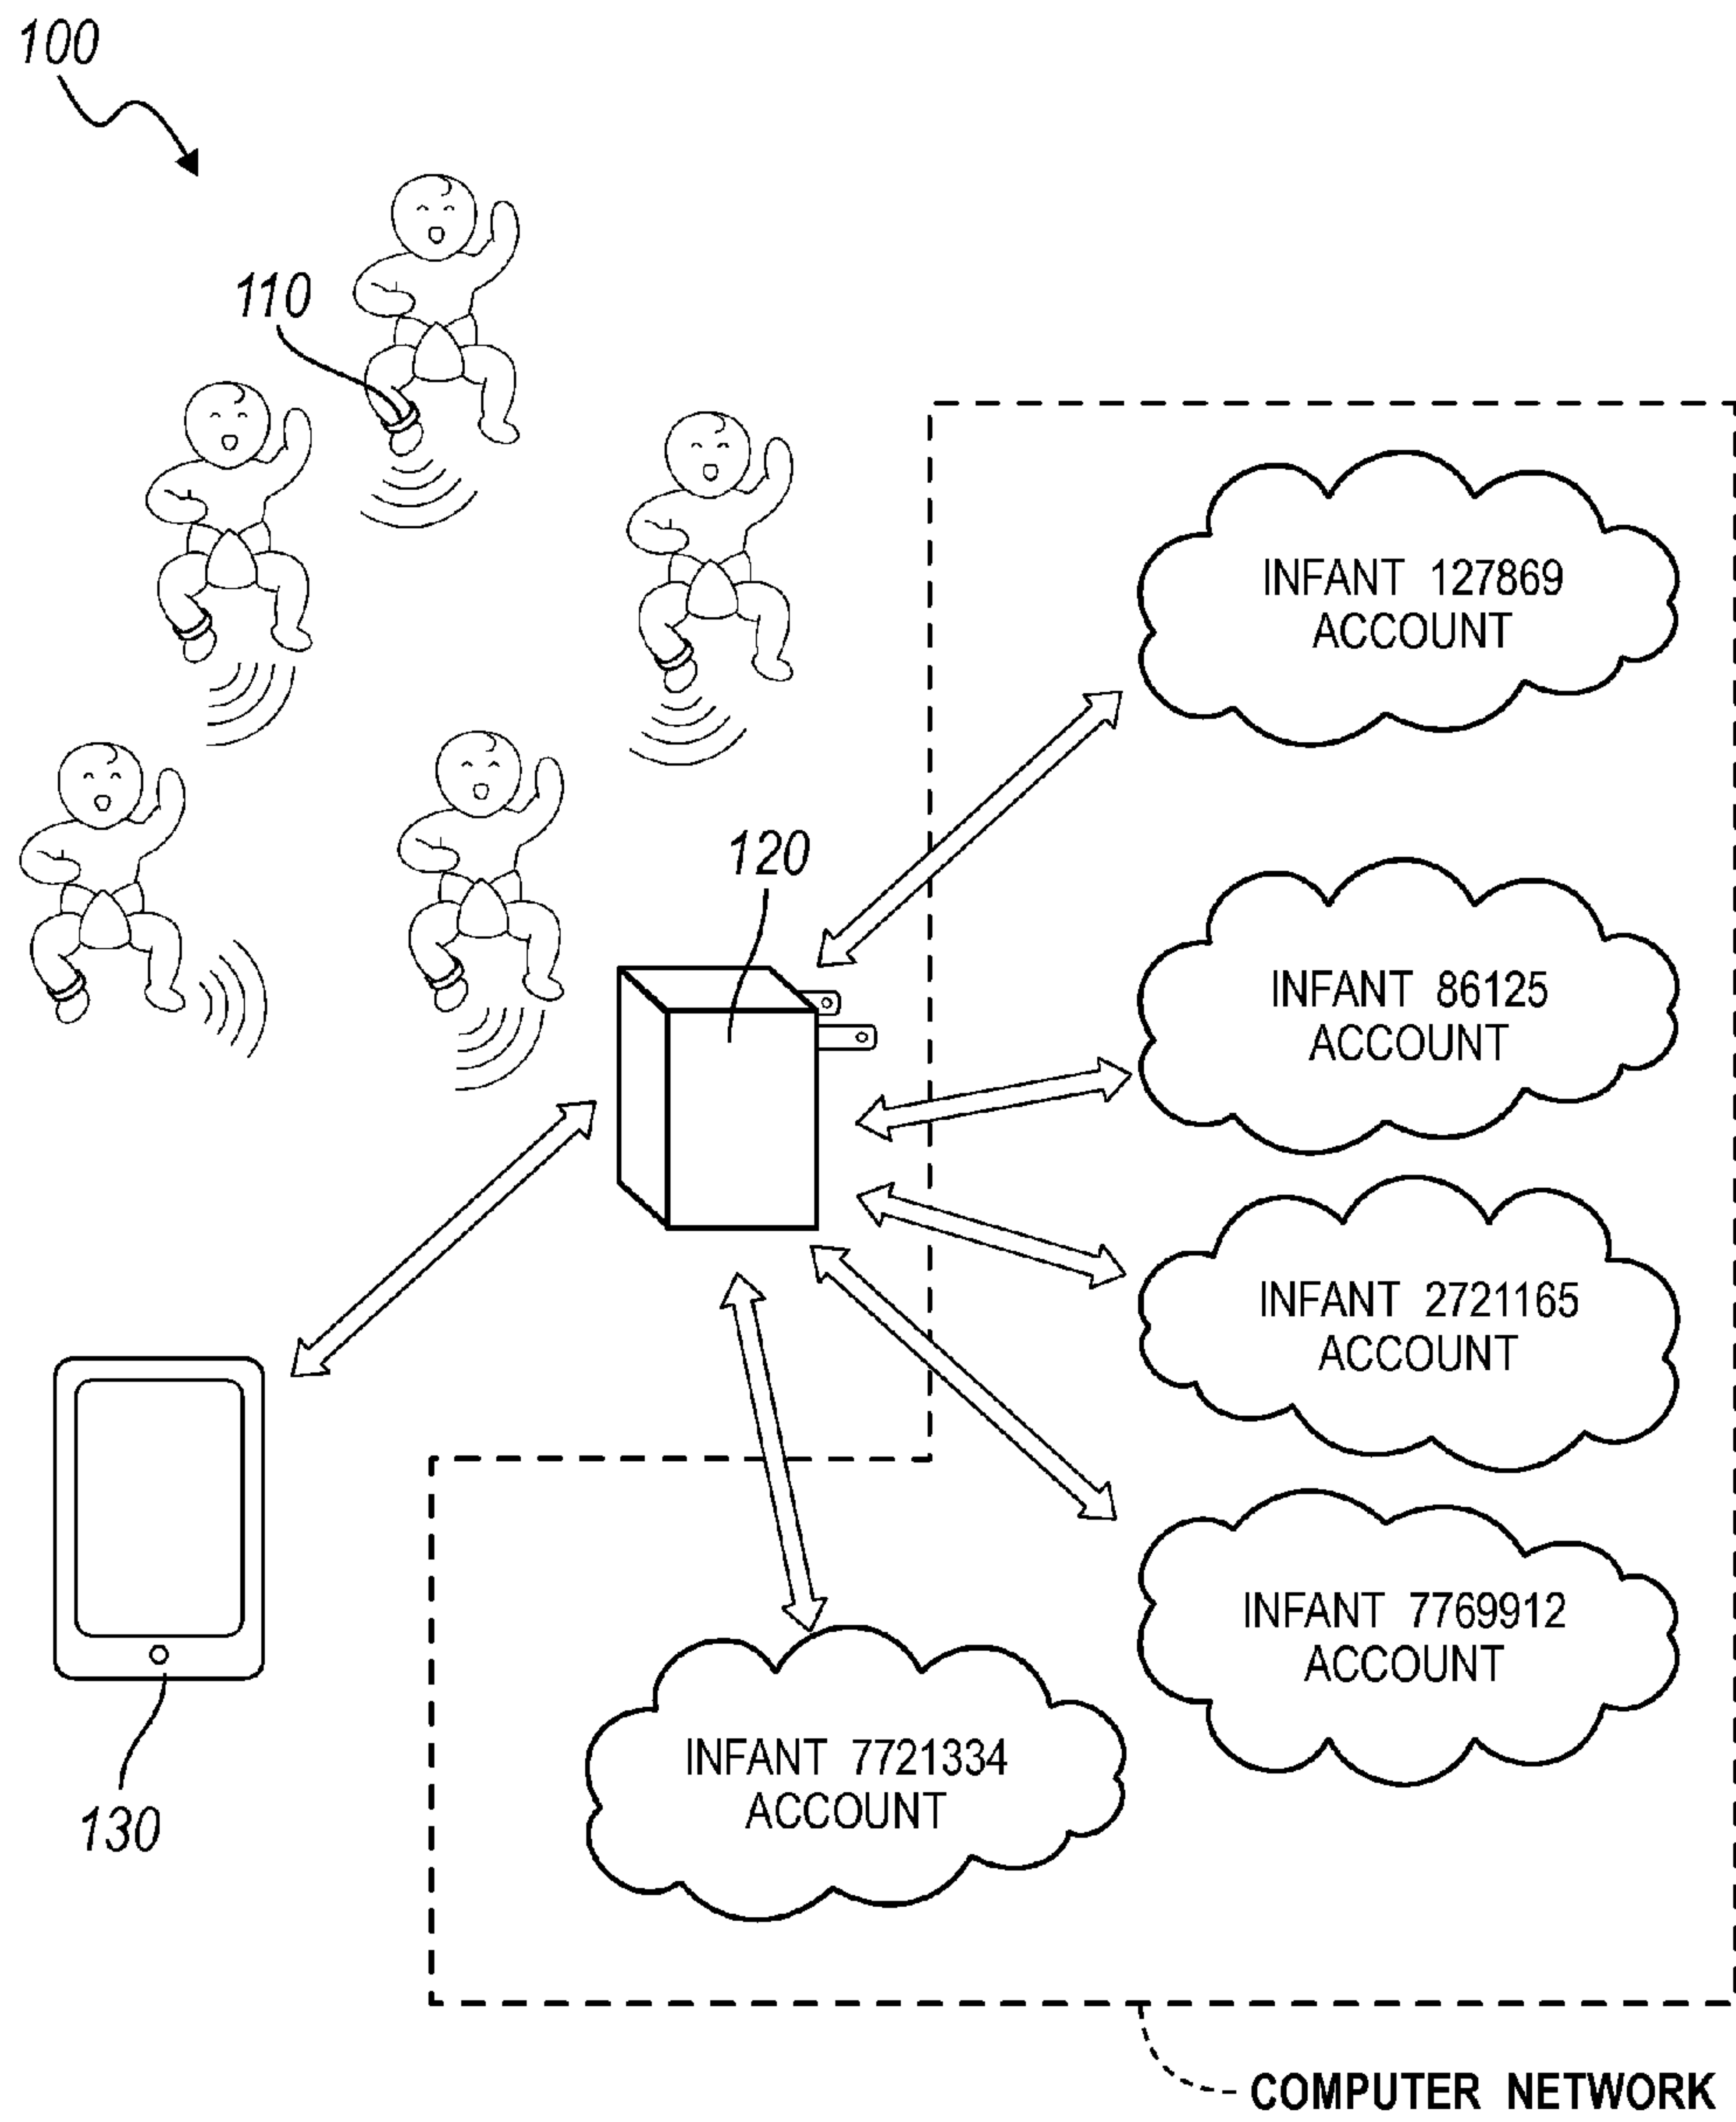 100
110
INFANT 127869
ACCOUNT
120
INFANT 86125
ACCOUNT
INFANT 2721165
ACCOUNT
INFANT 7769912
ACCOUNT
INFANT 7721334
ACCOUNT
130
COMPUTER NETWORK